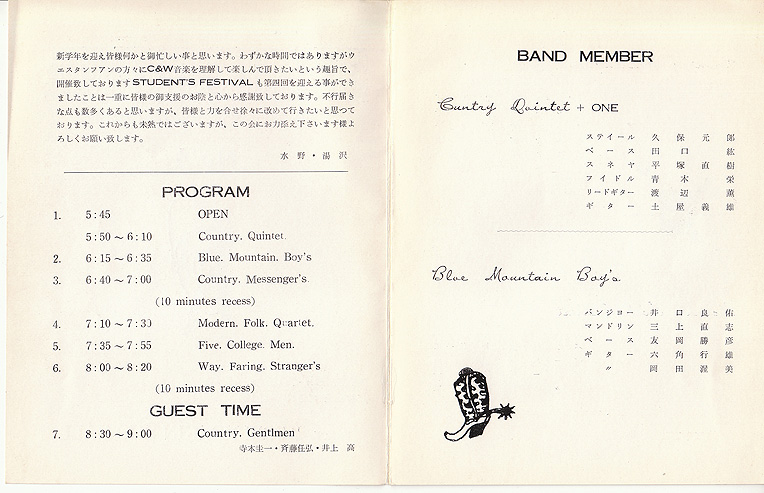 新学年を迎え皆様何かと御忙しい事と思います。わずかな時間ではありますがウ
エスタンファンの方々にC&W音楽を理解して楽しんで頂きたいという趣旨で、
開催致しておりますSTUDENT'S FESTIVALも第四回を迎える事ができ
ましたことは一重に皆様の御支援のお陰と心から感謝致しております。不行届き
な点も数多くあると思いますが、皆様と力を合せ徐々に改めて行きたいと思って
おります。これからも未熟ではございますが、この会にお力添え下さいます様よ
ろしくお願い致します。
水野・湯沢
PROGRAM
1. 5:45 OPEN
5:50～6:10 Country. Quintet.
2. 6:15～6:35 Blue. Mountain. Boy's
3. 6:40～7:00 Country. Messenger's
(10 minutes recess)
4. 7:10～7:30 Modern. Folk. Quartet.
5. 7:35～7:55 Five. College. Men.
6. 8:00～8:20 Way. Faring. Stranger's
(10 minutes recess)
GUEST TIME
7. 8:30～9:00 Country. Gentlmen
寺本圭一・斉藤任弘・井上 高
BAND MEMBER
Cuntry Quintet + ONE
スティール 久保元郎
ベース 田口紘
スネヤ 平塚直樹
フイドル 青木栄
リードギター 渡辺薫
ギター 土屋義雄
Blue Mountain Boy's
バンジョー 井口良佑
マンドリン 三上直志
ベース 友岡勝彦
ギター 六角行雄
〃 岡田渥美